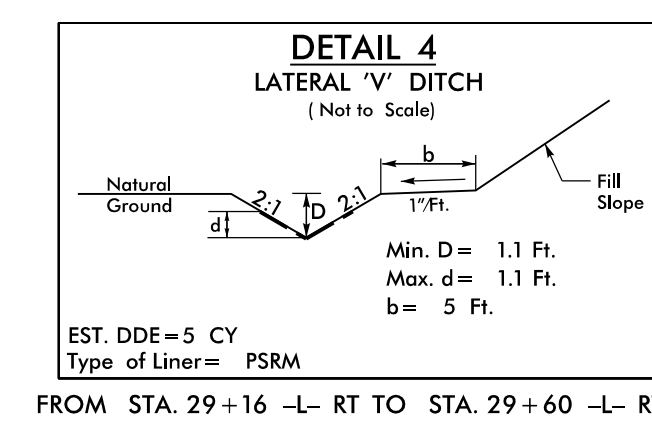 DETAIL 4
LATERAL 'V' DITCH
( Not to Scale)
b
Natural
Ground
2:1
D
2:1
d
1"/Ft.
Fill
Slope
Min. D= 1.1 Ft.
Max. d= 1.1 Ft.
b= 5 Ft.
EST. DDE=5 CY
Type of Liner= PSRM
FROM STA. 29+16 -L- RT TO STA. 29+60 -L-